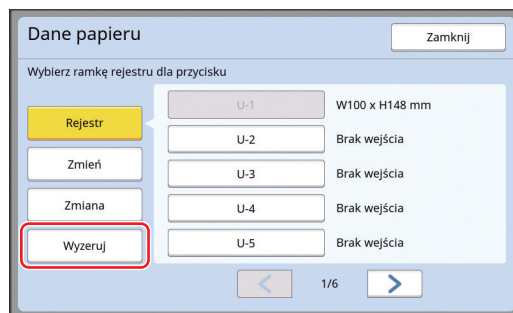 Dane papieru
Zamknij
Wybierz ramkę rejestru dla przycisku
Rejestr
Zmień
Zmiana
Wyzeruj
U-1 W100 x H148 mm
U-2 Brak wejścia
U-3 Brak wejścia
U-4 Brak wejścia
U-5 Brak wejścia
1/6